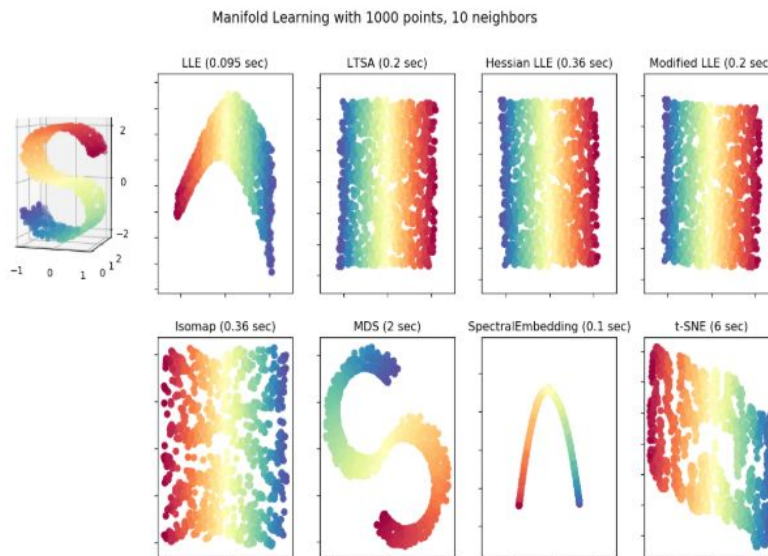 Manifold Learning with 1000 points, 10 neighbors
LLE (0.095 sec)
LTSA (0.2 sec)
Hessian LLE (0.36 sec)
Modified LLE (0.2 sec)
2
0
−2
−1
0
1
0
1
2
Isomap (0.36 sec)
MDS (2 sec)
SpectralEmbedding (0.1 sec)
t-SNE (6 sec)